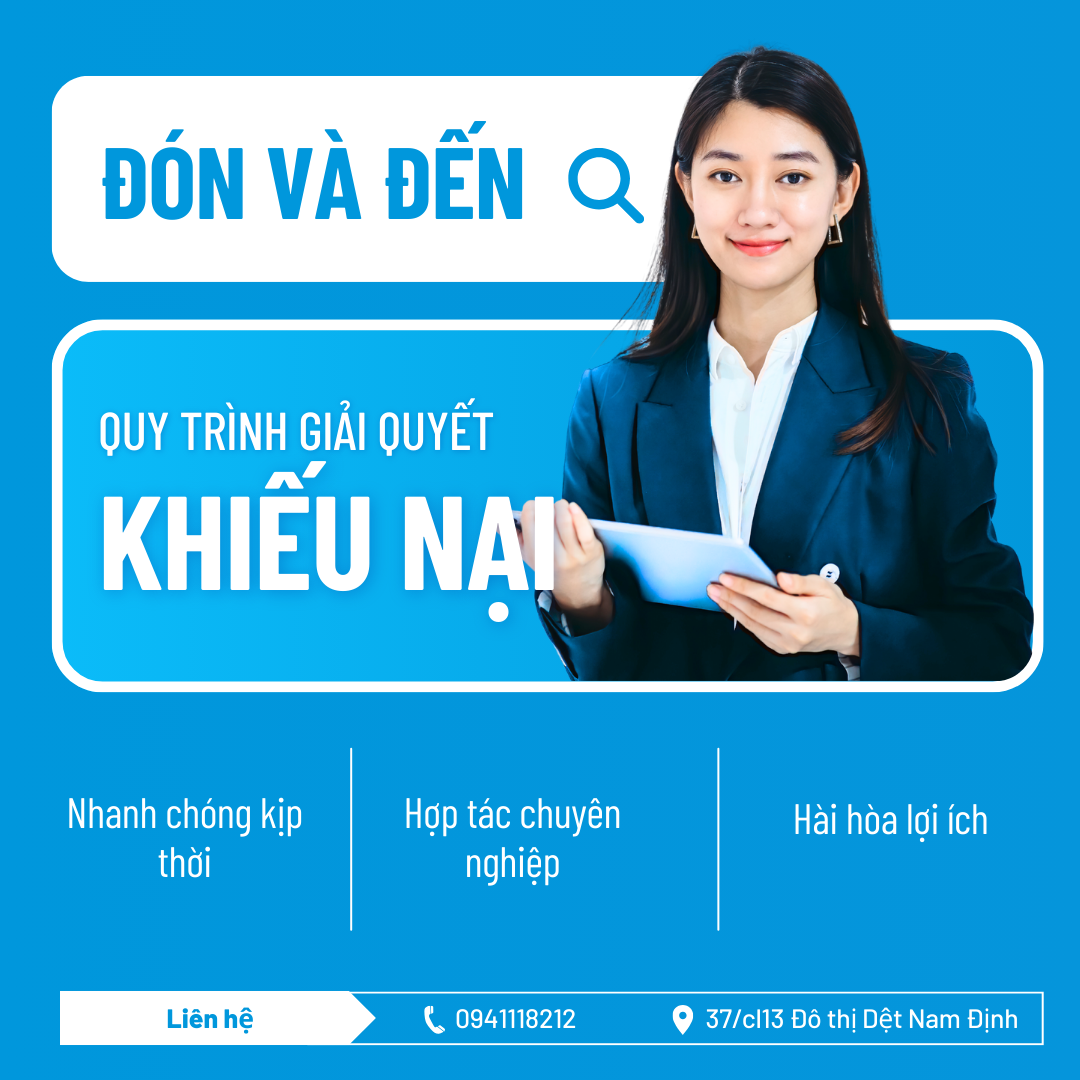 ĐÓN VÀ ĐẾN
QUY TRÌNH GIẢI QUYẾT
KHIẾU NẠI
Nhanh chóng kịp
thời
Hợp tác chuyên
nghiệp
Hài hòa lợi ích
Liên hệ
0941118212
37/cl13 Đô thị Dệt Nam Định